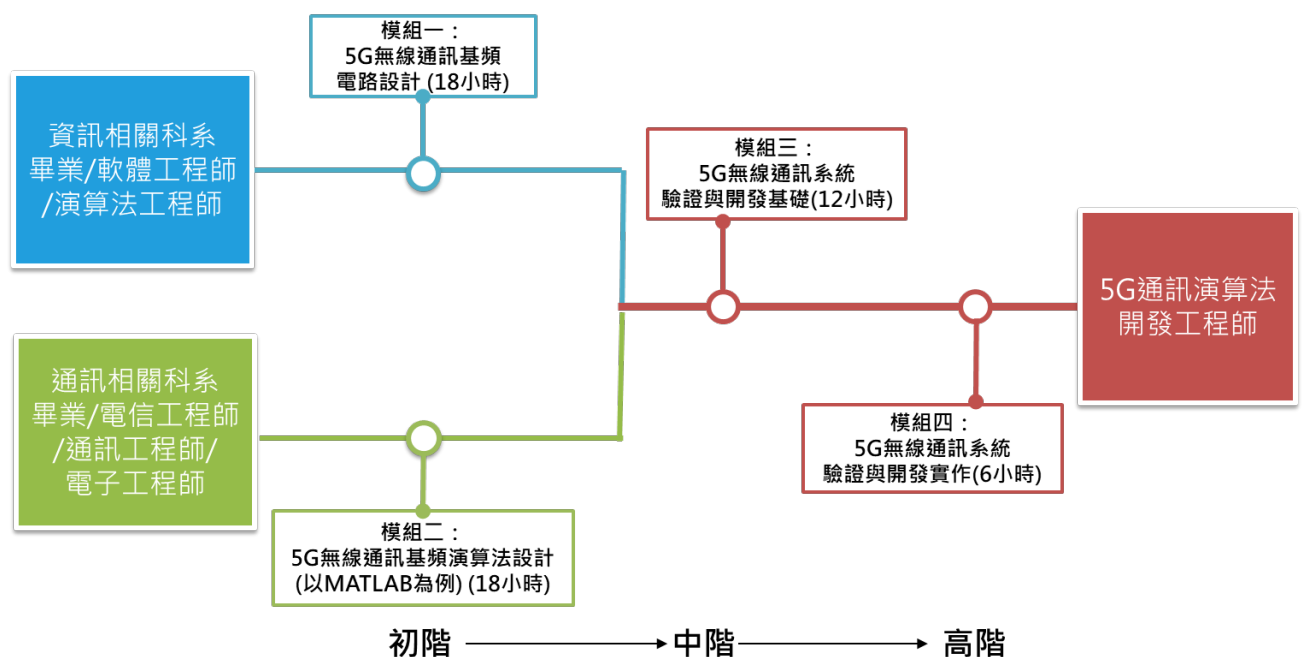 模組一：
5G無線通訊基頻
電路設計 (18小時)
資訊相關科系
畢業/軟體工程師
/演算法工程師
模組三：
5G無線通訊系統
驗證與開發基礎(12小時)
5G通訊演算法
開發工程師
通訊相關科系
畢業/電信工程師
/通訊工程師/
電子工程師
模組四：
5G無線通訊系統
驗證與開發實作(6小時)
模組二：
5G無線通訊基頻演算法設計
(以MATLAB為例) (18小時)
初階 中階 高階